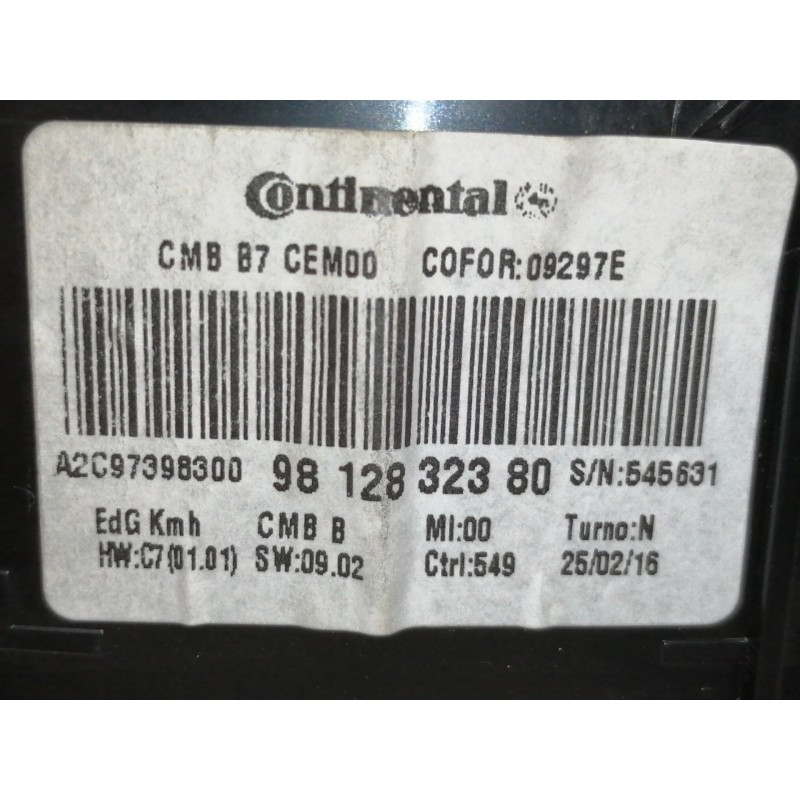 Continental
CMB B7 CEM00 COFOR:09297E
A2C97398300 98 128 323 80 S/N:545631
EdG Kmh CMB B MI:00 Turno:N
HW:C7(01.01) SW:09.02 Ctrl:549 25/02/16